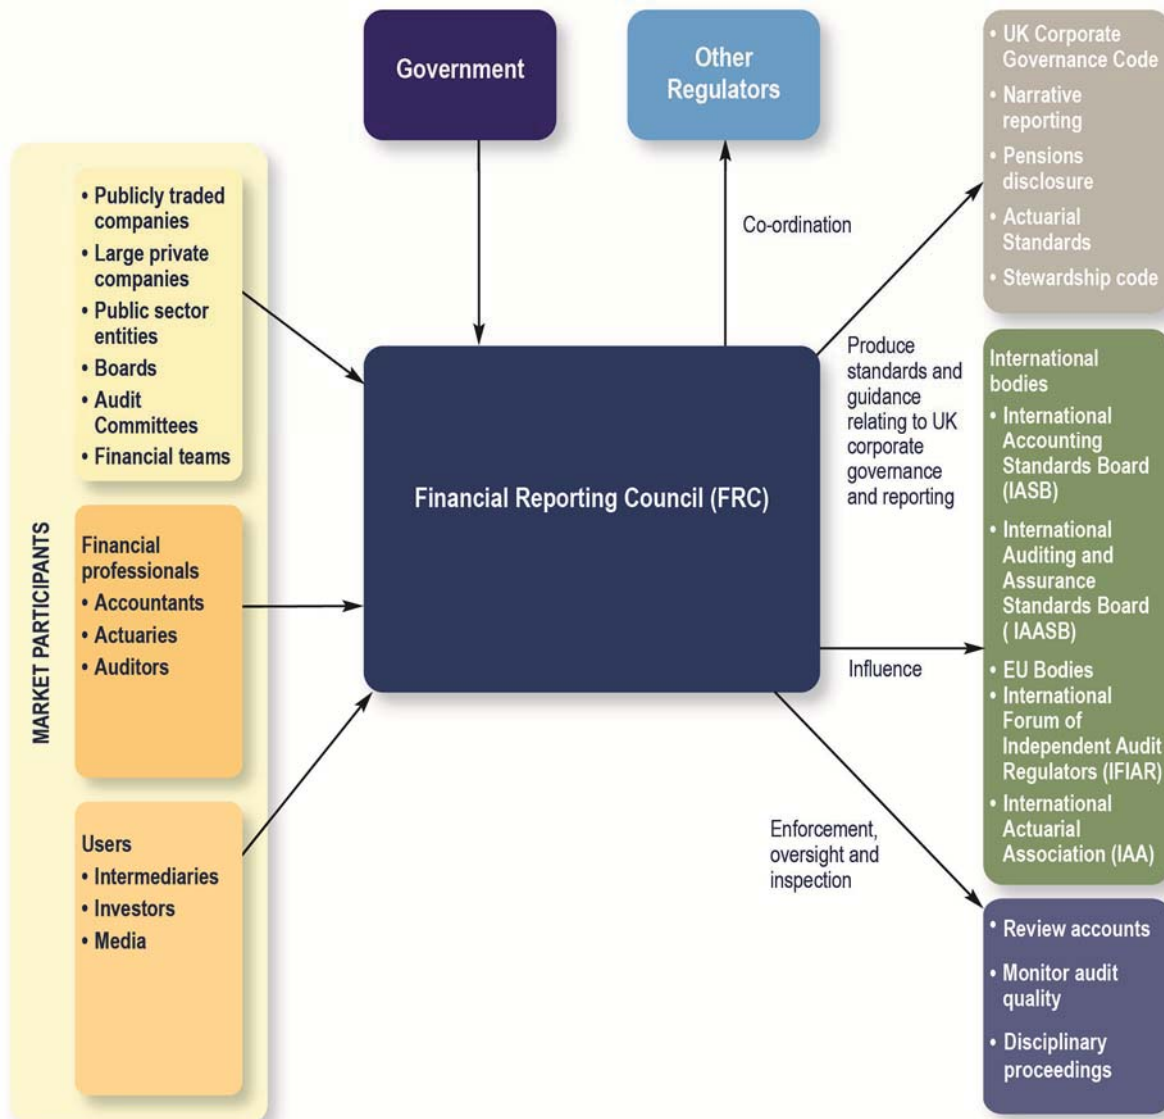 Government
Other
Regulators
• UK Corporate
Governance Code
• Narrative
reporting
• Pensions
disclosure
• Actuarial
Standards
• Stewardship code
MARKET PARTICIPANTS
• Publicly traded
companies
• Large private
companies
• Public sector
entities
• Boards
• Audit
Committees
• Financial teams
Co-ordination
Produce
standards and
guidance
relating to UK
corporate
governance
and reporting
Financial Reporting Council (FRC)
International
bodies
• International
Accounting
Standards Board
(IASB)
• International
Auditing and
Assurance
Standards Board
( IAASB)
• EU Bodies
• International
Forum of
Independent Audit
Regulators (IFIAR)
• International
Actuarial
Association (IAA)
Financial
professionals
• Accountants
• Actuaries
• Auditors
Influence
Users
• Intermediaries
• Investors
• Media
Enforcement,
oversight and
inspection
• Review accounts
• Monitor audit
quality
• Disciplinary
proceedings